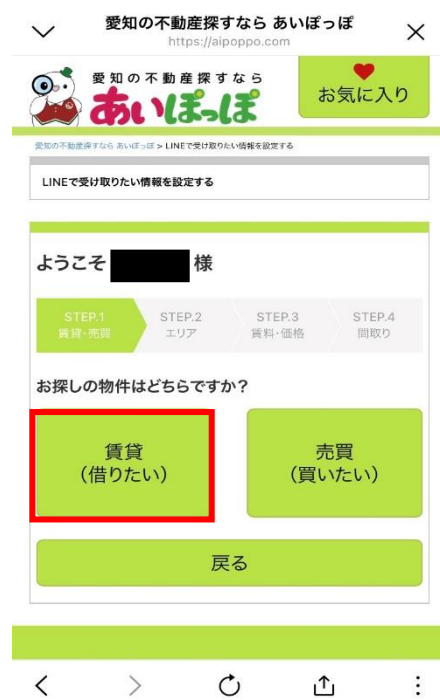 愛知の不動産探すなら あいぽっぽ
https://aipoppo.com
愛知の不動産探すなら
あいぽっぽ
お気に入り
愛知の不動産探すなら あいぽっぽ > LINEで受け取りたい情報を設定する
LINEで受け取りたい情報を設定する
ようこそ 様
STEP.1 STEP.2 STEP.3 STEP.4
賃貸・売買 エリア 賃料・価格 間取り
お探しの物件はどちらですか？
賃貸 売買
（借りたい） （買いたい）
戻る